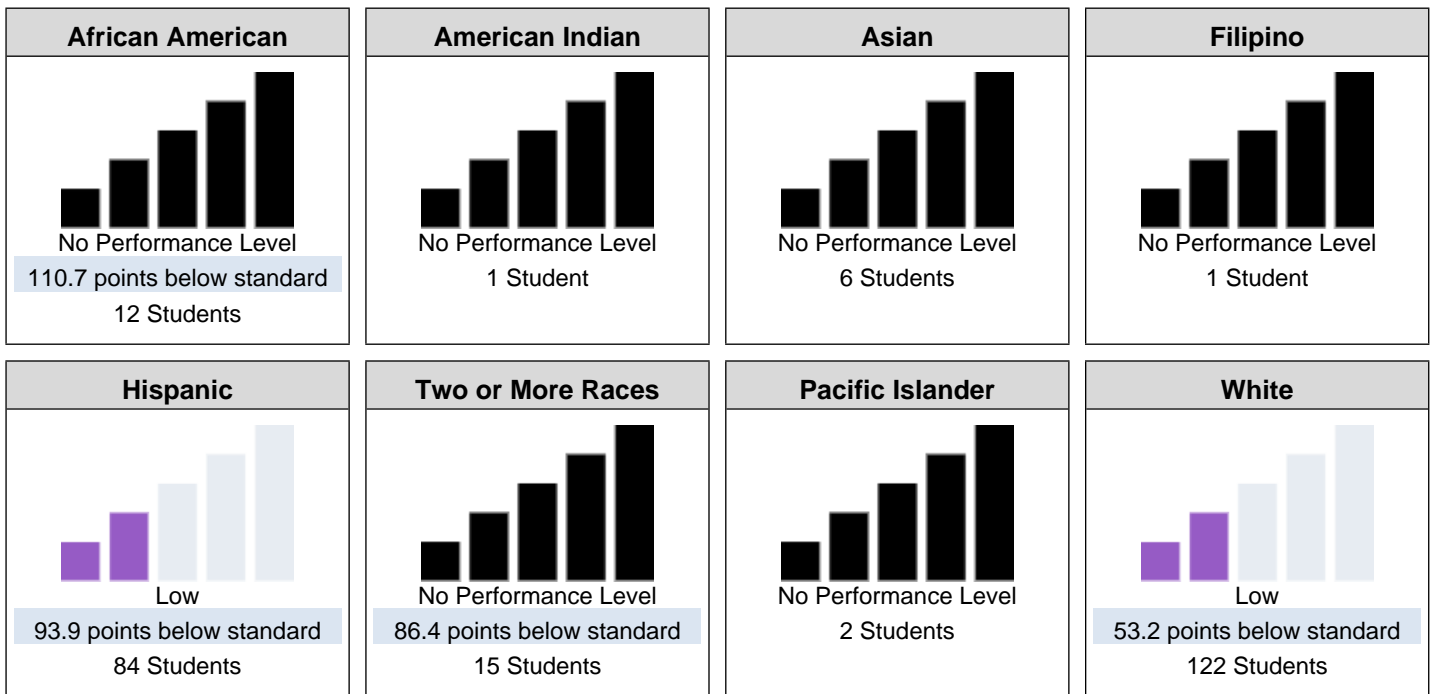 African American
No Performance Level
110.7 points below standard
12 Students
American Indian
No Performance Level
1 Student
Asian
No Performance Level
6 Students
Filipino
No Performance Level
1 Student
Hispanic
Low
93.9 points below standard
84 Students
Two or More Races
No Performance Level
86.4 points below standard
15 Students
Pacific Islander
No Performance Level
2 Students
White
Low
53.2 points below standard
122 Students